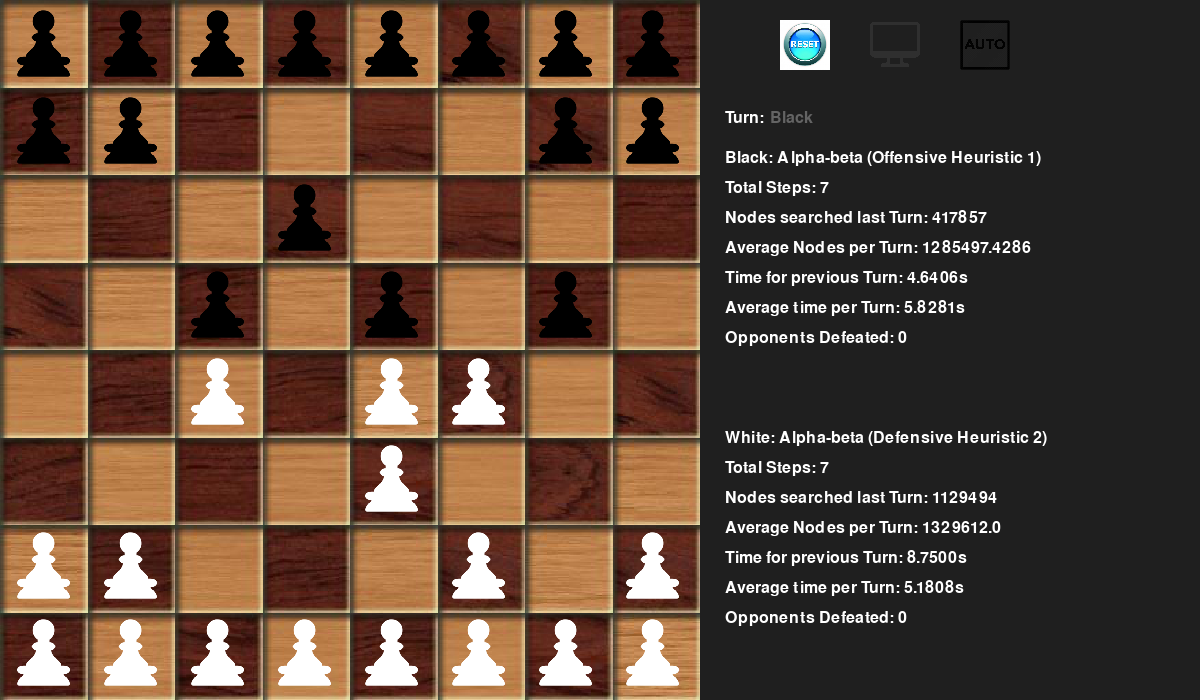 RESET
AUTO
Turn: Black
Black: Alpha-beta (Offensive Heuristic 1)
Total Steps: 7
Nodes searched last Turn: 417857
Average Nodes per Turn: 1285497.4286
Time for previous Turn: 4.6406s
Average time per Turn: 5.8281s
Opponents Defeated: 0
White: Alpha-beta (Defensive Heuristic 2)
Total Steps: 7
Nodes searched last Turn: 1129494
Average Nodes per Turn: 1329612.0
Time for previous Turn: 8.7500s
Average time per Turn: 5.1808s
Opponents Defeated: 0